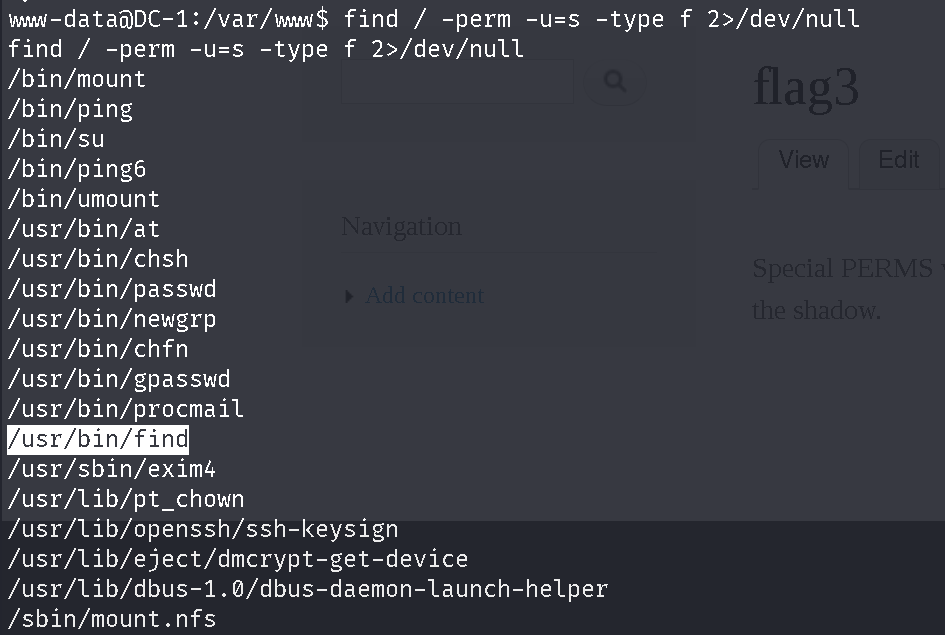 www-data@DC-1:/var/www$ find / -perm -u=s -type f 2>/dev/null
find / -perm -u=s -type f 2>/dev/null
/bin/mount
/bin/ping
/bin/su
/bin/ping6
/bin/umount
/usr/bin/at
/usr/bin/chsh
/usr/bin/passwd
/usr/bin/newgrp
/usr/bin/chfn
/usr/bin/gpasswd
/usr/bin/procmail
/usr/bin/find
/usr/sbin/exim4
/usr/lib/pt_chown
/usr/lib/openssh/ssh-keysign
/usr/lib/eject/dmcrypt-get-device
/usr/lib/dbus-1.0/dbus-daemon-launch-helper
/sbin/mount.nfs
flag3
View Edit
Navigation
Add content
Special PERMS
the shadow.